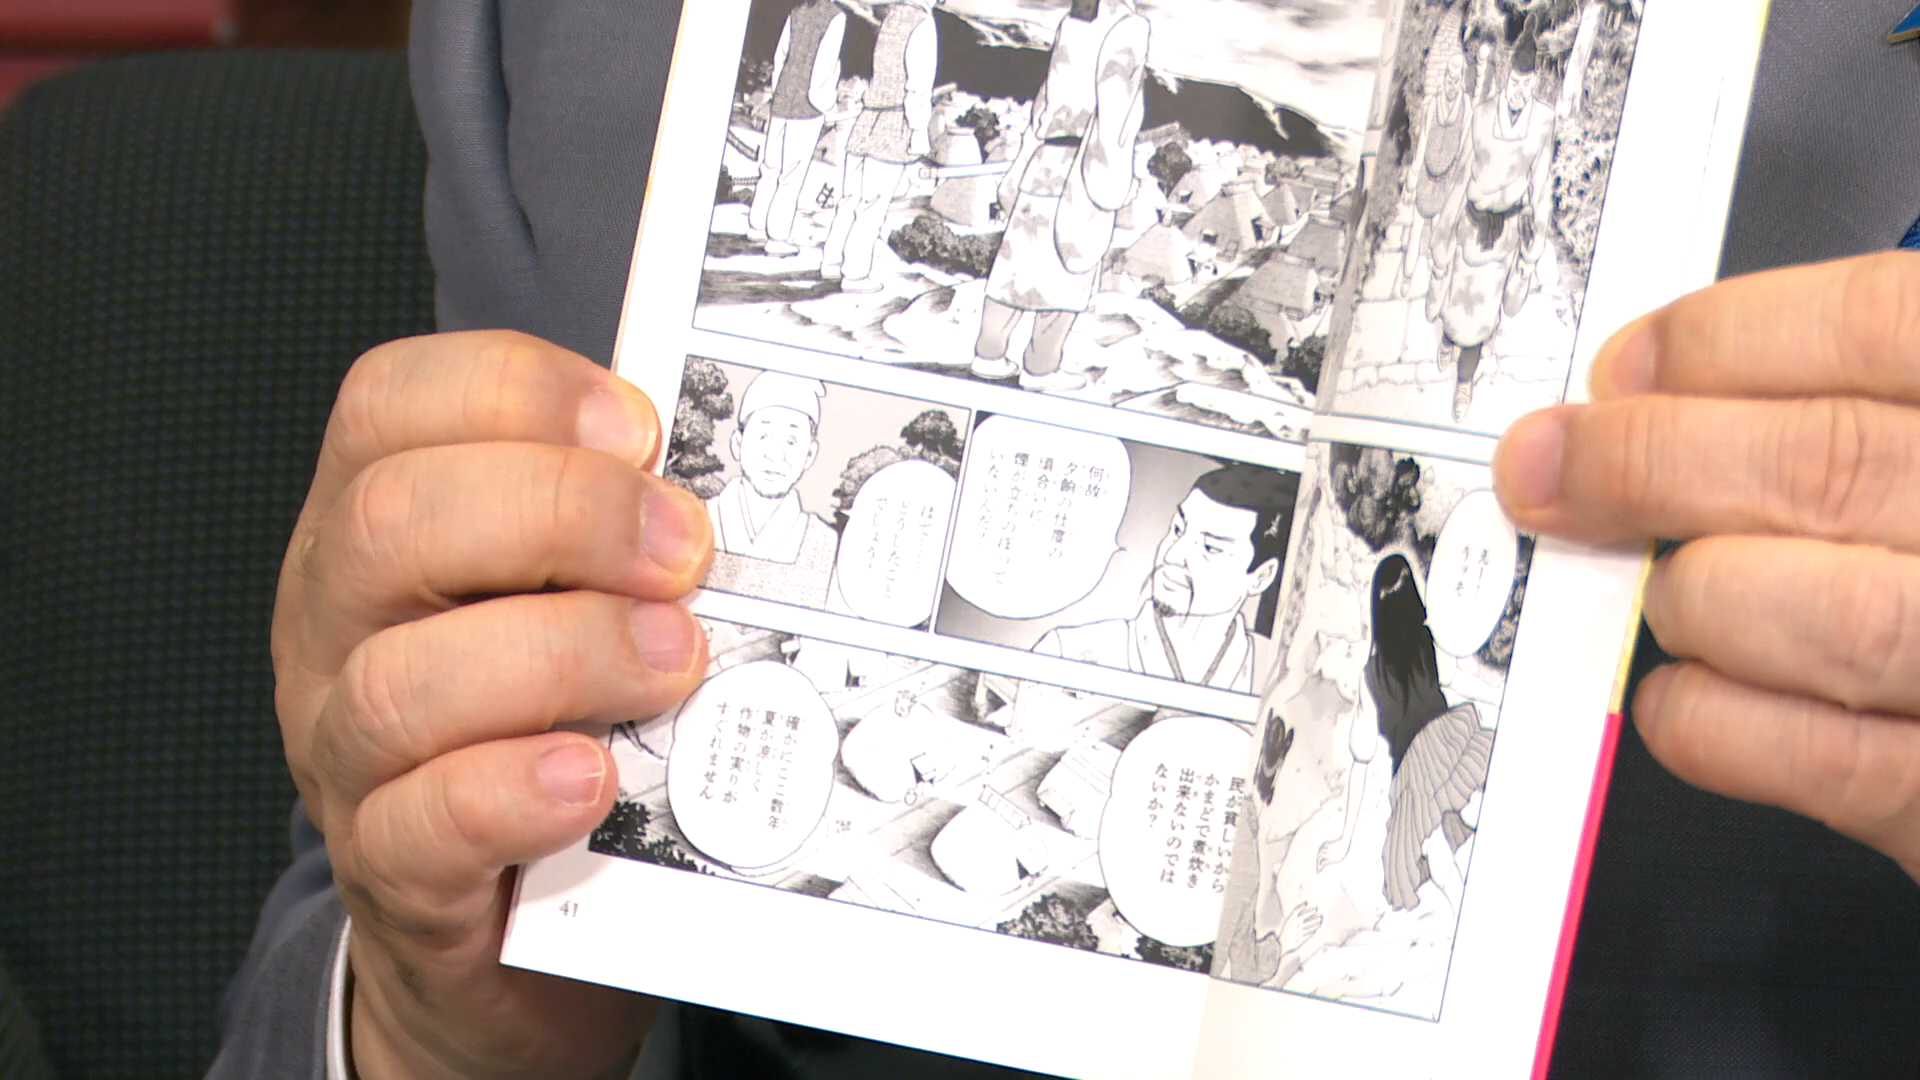 何故
夕餉の仕度の
頃合いに
煙が立ちのぼって
いないんだ?
はて……
どうしたこと
でしょう?
民が貧しいから
かまどで煮炊き
出来ないのでは
ないか?
確かにここ数年
夏が涼しく
作物の実りが
すぐれません
41